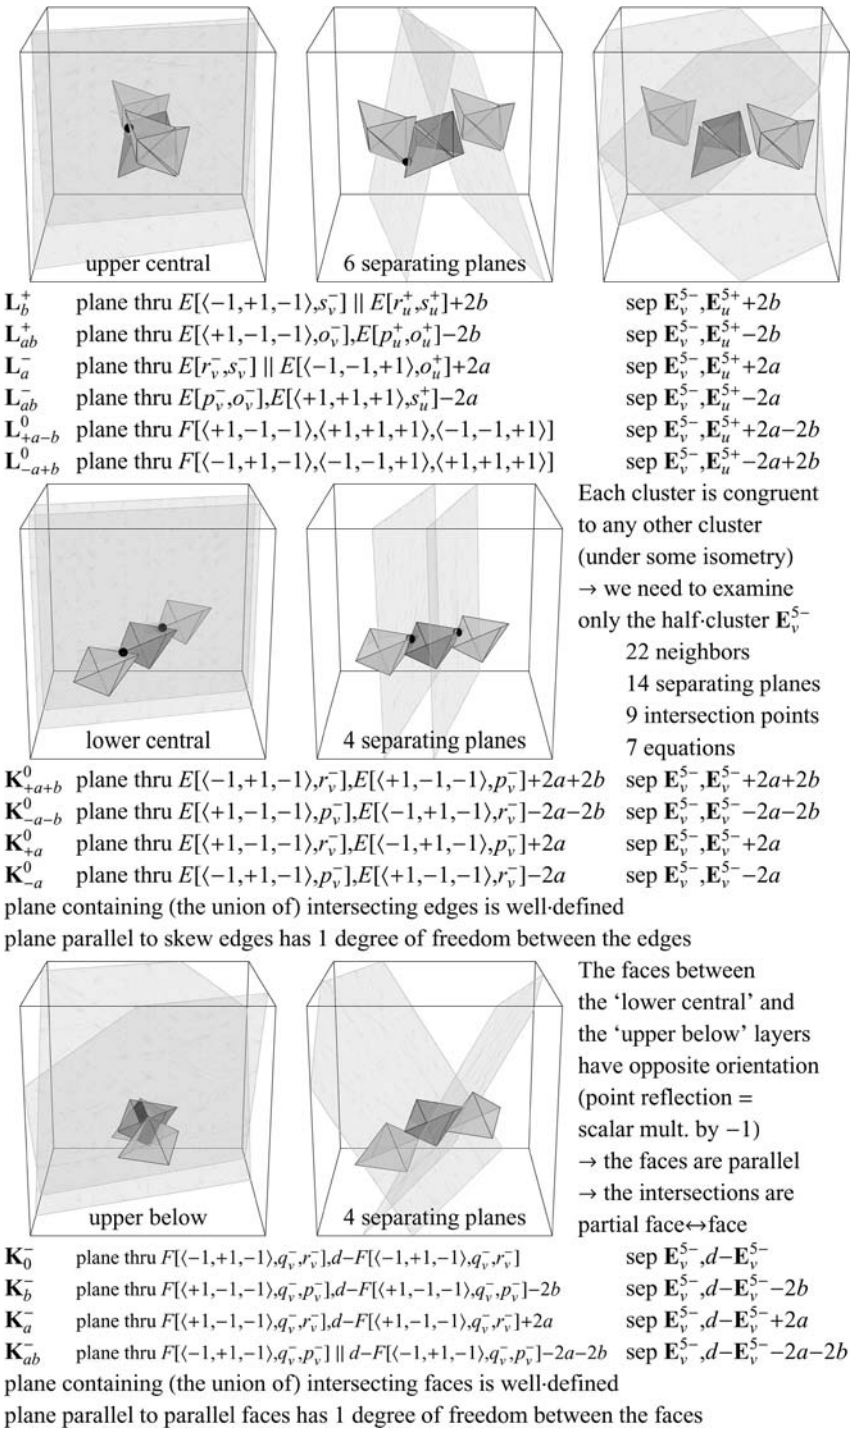 upper central
6 separating planes
L_b^+ plane thru E[⟨−1,+1,−1⟩,s_v^−] || E[r_u^+,s_u^+]+2b sep E_v^{5−},E_u^{5+}+2b
L_{ab}^+ plane thru E[⟨+1,−1,−1⟩,o_v^−],E[p_u^+,o_u^+]−2b sep E_v^{5−},E_u^{5+}−2b
L_a^− plane thru E[r_v^−,s_v^−] || E[⟨−1,−1,+1⟩,o_u^+]+2a sep E_v^{5−},E_u^{5+}+2a
L_{ab}^− plane thru E[p_v^−,o_v^−],E[⟨+1,+1,+1⟩,s_u^+]−2a sep E_v^{5−},E_u^{5+}−2a
L_{+a−b}^0 plane thru F[⟨+1,−1,−1⟩,⟨+1,+1,+1⟩,⟨−1,−1,+1⟩] sep E_v^{5−},E_u^{5+}+2a−2b
L_{−a+b}^0 plane thru F[⟨−1,+1,−1⟩,⟨−1,−1,+1⟩,⟨+1,+1,+1⟩] sep E_v^{5−},E_u^{5+}−2a+2b
Each cluster is congruent
to any other cluster
(under some isometry)
→ we need to examine
only the half·cluster E_v^{5−}
22 neighbors
14 separating planes
9 intersection points
7 equations
lower central
4 separating planes
K_{+a+b}^0 plane thru E[⟨−1,+1,−1⟩,r_v^−],E[⟨+1,−1,−1⟩,p_v^−]+2a+2b sep E_v^{5−},E_v^{5−}+2a+2b
K_{−a−b}^0 plane thru E[⟨+1,−1,−1⟩,p_v^−],E[⟨−1,+1,−1⟩,r_v^−]−2a−2b sep E_v^{5−},E_v^{5−}−2a−2b
K_{+a}^0 plane thru E[⟨+1,−1,−1⟩,r_v^−],E[⟨−1,+1,−1⟩,p_v^−]+2a sep E_v^{5−},E_v^{5−}+2a
K_{−a}^0 plane thru E[⟨−1,+1,−1⟩,p_v^−],E[⟨+1,−1,−1⟩,r_v^−]−2a sep E_v^{5−},E_v^{5−}−2a
plane containing (the union of) intersecting edges is well·defined
plane parallel to skew edges has 1 degree of freedom between the edges
The faces between
the ‘lower central’ and
the ‘upper below’ layers
have opposite orientation
(point reflection =
scalar mult. by −1)
→ the faces are parallel
→ the intersections are
partial face↔face
upper below
4 separating planes
K_0^− plane thru F[⟨−1,+1,−1⟩,q_v^−,r_v^−],d−F[⟨−1,+1,−1⟩,q_v^−,r_v^−] sep E_v^{5−},d−E_v^{5−}
K_b^− plane thru F[⟨+1,−1,−1⟩,q_v^−,p_v^−],d−F[⟨+1,−1,−1⟩,q_v^−,p_v^−]−2b sep E_v^{5−},d−E_v^{5−}−2b
K_a^− plane thru F[⟨+1,−1,−1⟩,q_v^−,r_v^−],d−F[⟨+1,−1,−1⟩,q_v^−,r_v^−]+2a sep E_v^{5−},d−E_v^{5−}+2a
K_{ab}^− plane thru F[⟨−1,+1,−1⟩,q_v^−,p_v^−] || d−F[⟨−1,+1,−1⟩,q_v^−,p_v^−]−2a−2b sep E_v^{5−},d−E_v^{5−}−2a−2b
plane containing (the union of) intersecting faces is well·defined
plane parallel to parallel faces has 1 degree of freedom between the faces